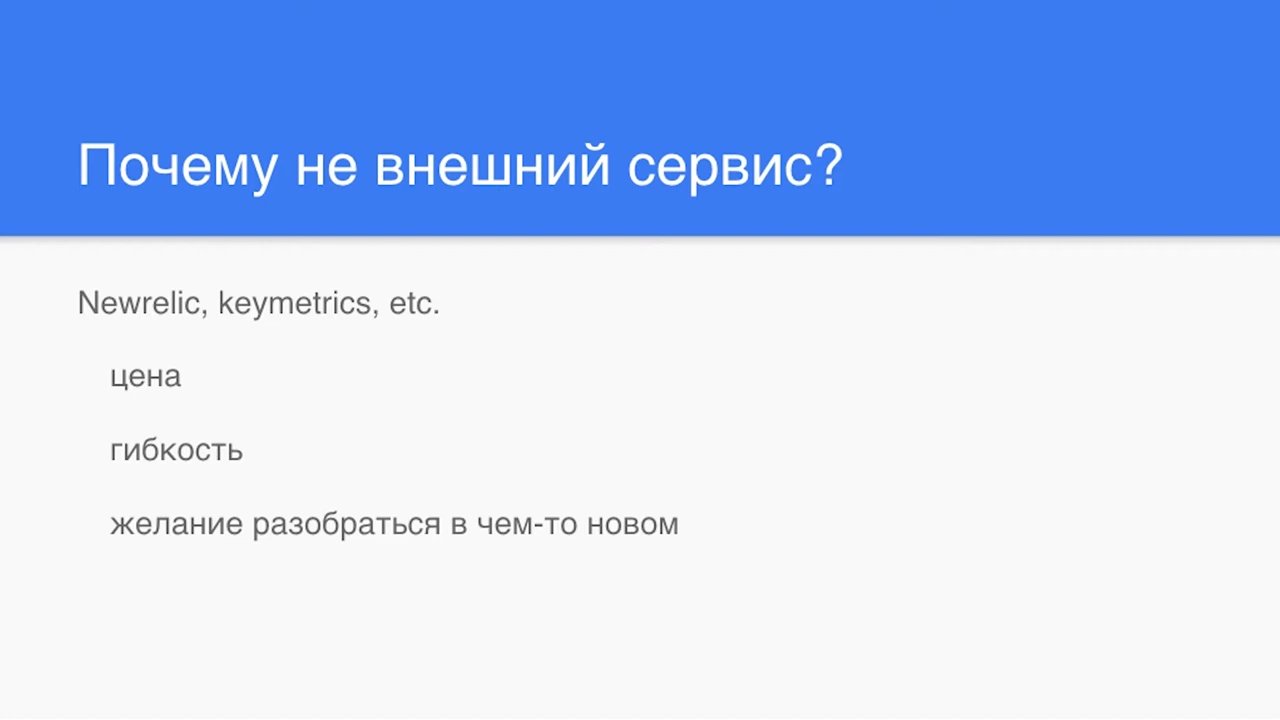 Почему не внешний сервис?
Newrelic, keymetrics, etc.
цена
гибкость
желание разобраться в чем-то новом